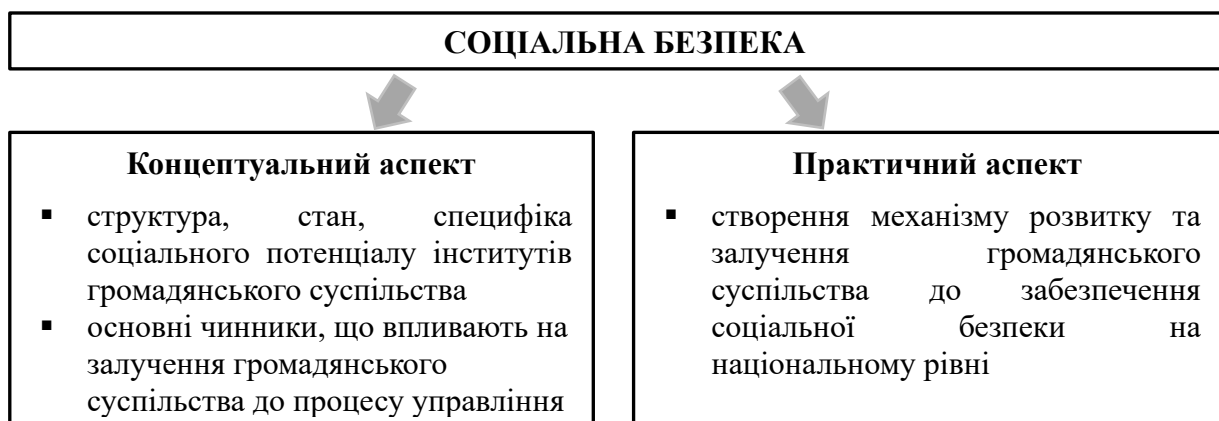 СОЦІАЛЬНА БЕЗПЕКА
Концептуальний аспект
▪ структура, стан, специфіка
соціального потенціалу інститутів
громадянського суспільства
▪ основні чинники, що впливають на
залучення громадянського
суспільства до процесу управління
Практичний аспект
▪ створення механізму розвитку та
залучення громадянського
суспільства до забезпечення
соціальної безпеки на
національному рівні